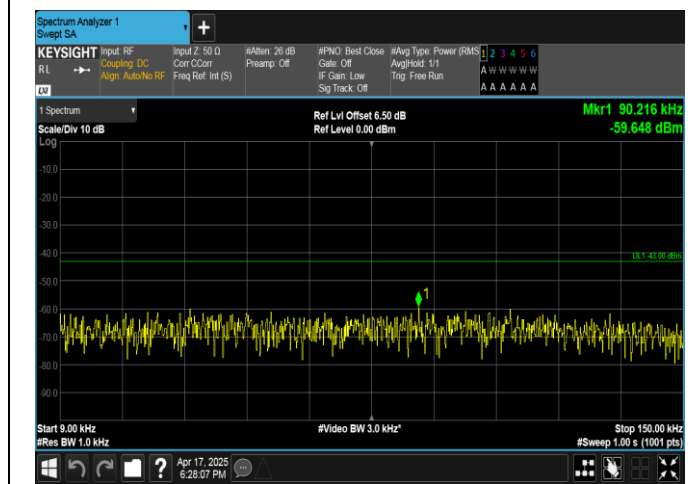 Spectrum Analyzer 1
Swept SA
+
KEYSIGHT Input: RF Input Z: 50 Ω #Atten: 26 dB #PNO: Best Close #Avg Type: Power (RMS 1 2 3 4 5 6
RL Coupling: DC Corr CCorr Preamp: Off Gate: Off Avg|Hold: 1/1 A W W W W W
Align: Auto/No RF Freq Ref: Int (S) IF Gain: Low Trig: Free Run
LXI Sig Track: Off A A A A A A
1 Spectrum Ref Lvl Offset 6.50 dB Mkr1 90.216 kHz
Scale/Div 10 dB Ref Level 0.00 dBm -59.648 dBm
Log
-10.0
-20.0
-30.0
-40.0
DL1 -43.00 dBm
-50.0
1
-60.0
-70.0
-80.0
-90.0
Start 9.00 kHz #Video BW 3.0 kHz* Stop 150.00 kHz
#Res BW 1.0 kHz #Sweep 1.00 s (1001 pts)
? Apr 17, 2025
6:28:07 PM